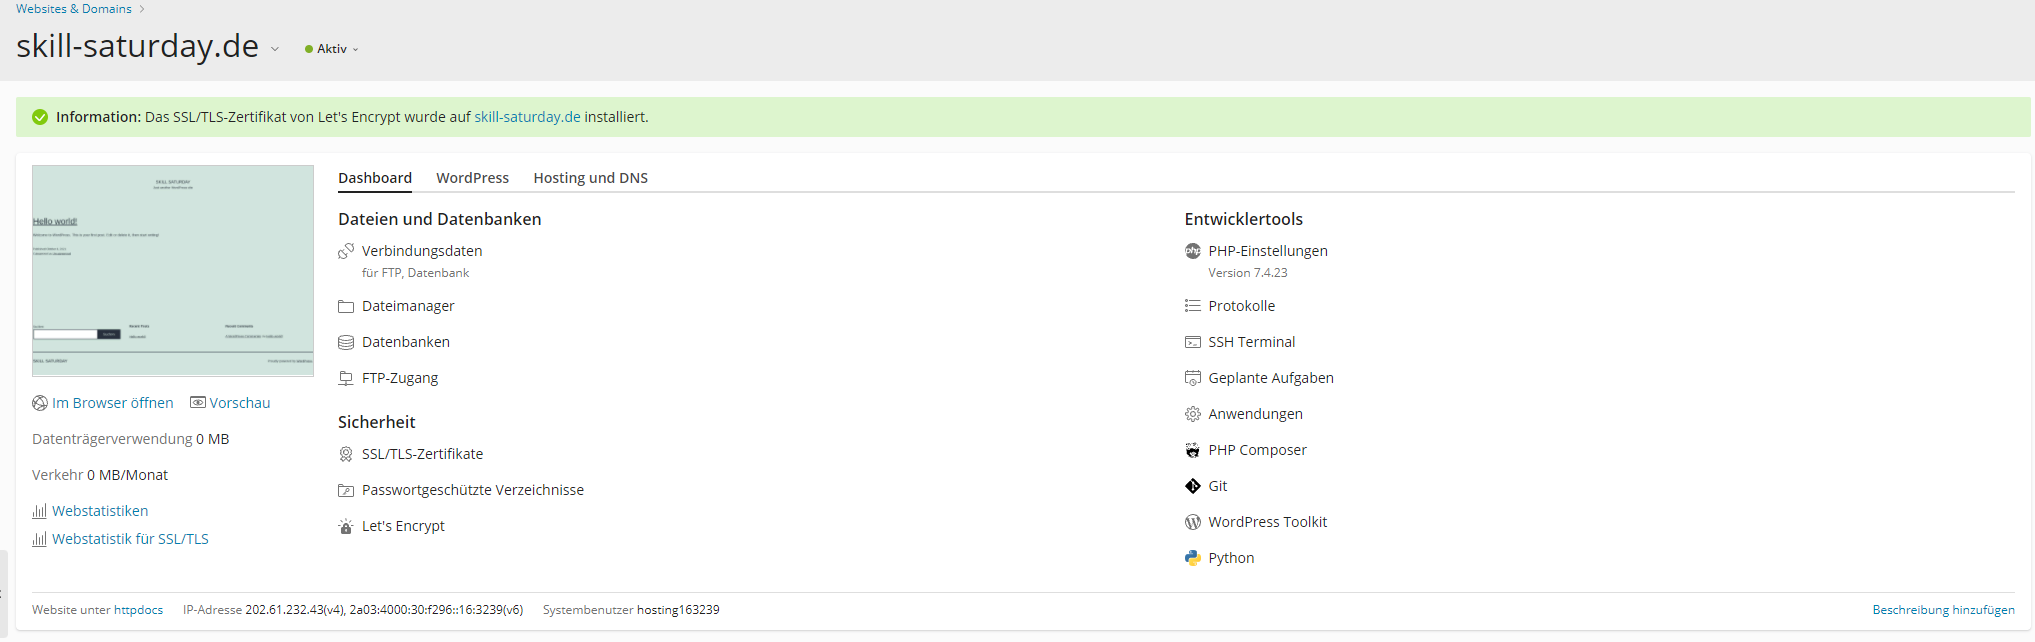 Websites & Domains
skill-saturday.de
Aktiv
Information: Das SSL/TLS-Zertifikat von Let's Encrypt wurde auf skill-saturday.de installiert.
SKILL SATURDAY
Hello world!
SKILL SATURDAY
Im Browser öffnen
Vorschau
Datenträgerverwendung 0 MB
Verkehr 0 MB/Monat
Webstatistiken
Webstatistik für SSL/TLS
Dashboard
WordPress
Hosting und DNS
Dateien und Datenbanken
Verbindungsdaten
für FTP, Datenbank
Dateimanager
Datenbanken
FTP-Zugang
Sicherheit
SSL/TLS-Zertifikate
Passwortgeschützte Verzeichnisse
Let's Encrypt
Entwicklertools
php
PHP-Einstellungen
Version 7.4.23
Protokolle
SSH Terminal
Geplante Aufgaben
Anwendungen
PHP Composer
Git
WordPress Toolkit
Python
Website unter httpdocs
IP-Adresse 202.61.232.43(v4), 2a03:4000:30:f296::16:3239(v6)
Systembenutzer hosting163239
Beschreibung hinzufügen